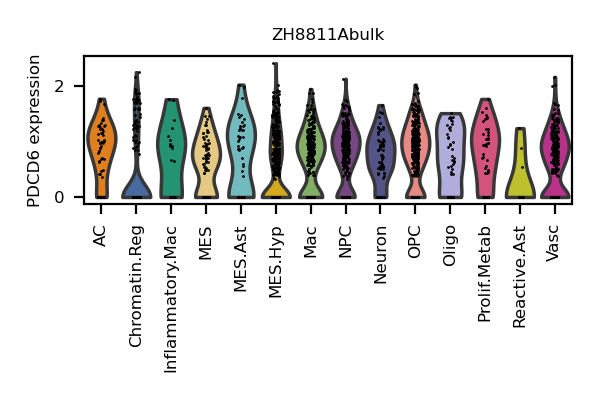 ZH8811Abulk
PDCD6 expression
2
0
AC
Chromatin.Reg
Inflammatory.Mac
MES
MES.Ast
MES.Hyp
Mac
NPC
Neuron
OPC
Oligo
Prolif.Metab
Reactive.Ast
Vasc